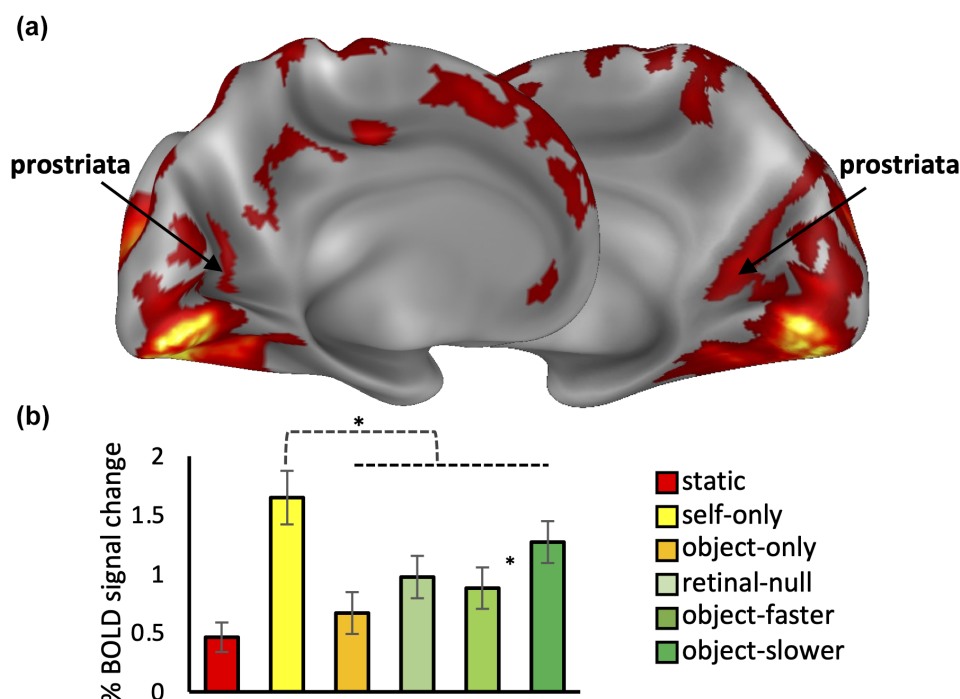 (a)
prostriata
prostriata
(b)
% BOLD signal change
2
1.5
1
0.5
0
*
*
static
self-only
object-only
retinal-null
object-faster
object-slower